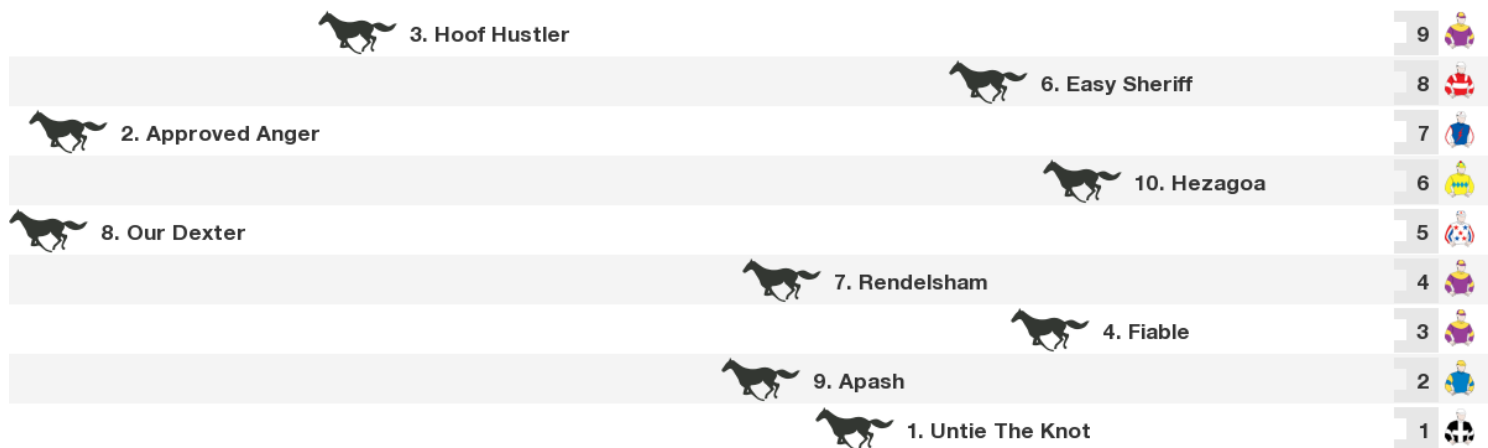 3. Hoof Hustler 9
6. Easy Sheriff 8
2. Approved Anger 7
10. Hezagoa 6
8. Our Dexter 5
7. Rendelsham 4
4. Fiable 3
9. Apash 2
1. Untie The Knot 1